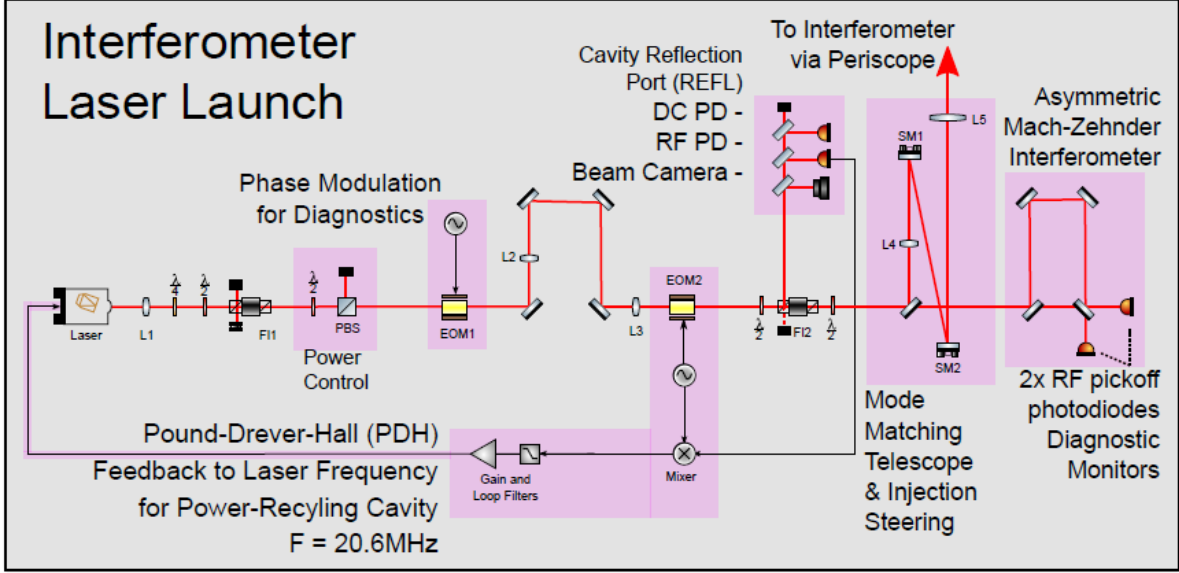 Interferometer
Laser Launch
Cavity Reflection
Port (REFL)
DC PD -
RF PD -
Beam Camera -
To Interferometer
via Periscope
Asymmetric
Mach-Zehnder
Interferometer
Phase Modulation
for Diagnostics
L5
SM1
L4
SM2
L2
L3
EOM2
Laser
L1
λ/4
λ/2
FI1
λ/2
PBS
EOM1
λ/2
FI2
λ/2
Power
Control
2x RF pickoff
photodiodes
Diagnostic
Monitors
Mode
Matching
Telescope
& Injection
Steering
Pound-Drever-Hall (PDH)
Feedback to Laser Frequency
for Power-Recyling Cavity
F = 20.6MHz
Gain and
Loop Filters
Mixer